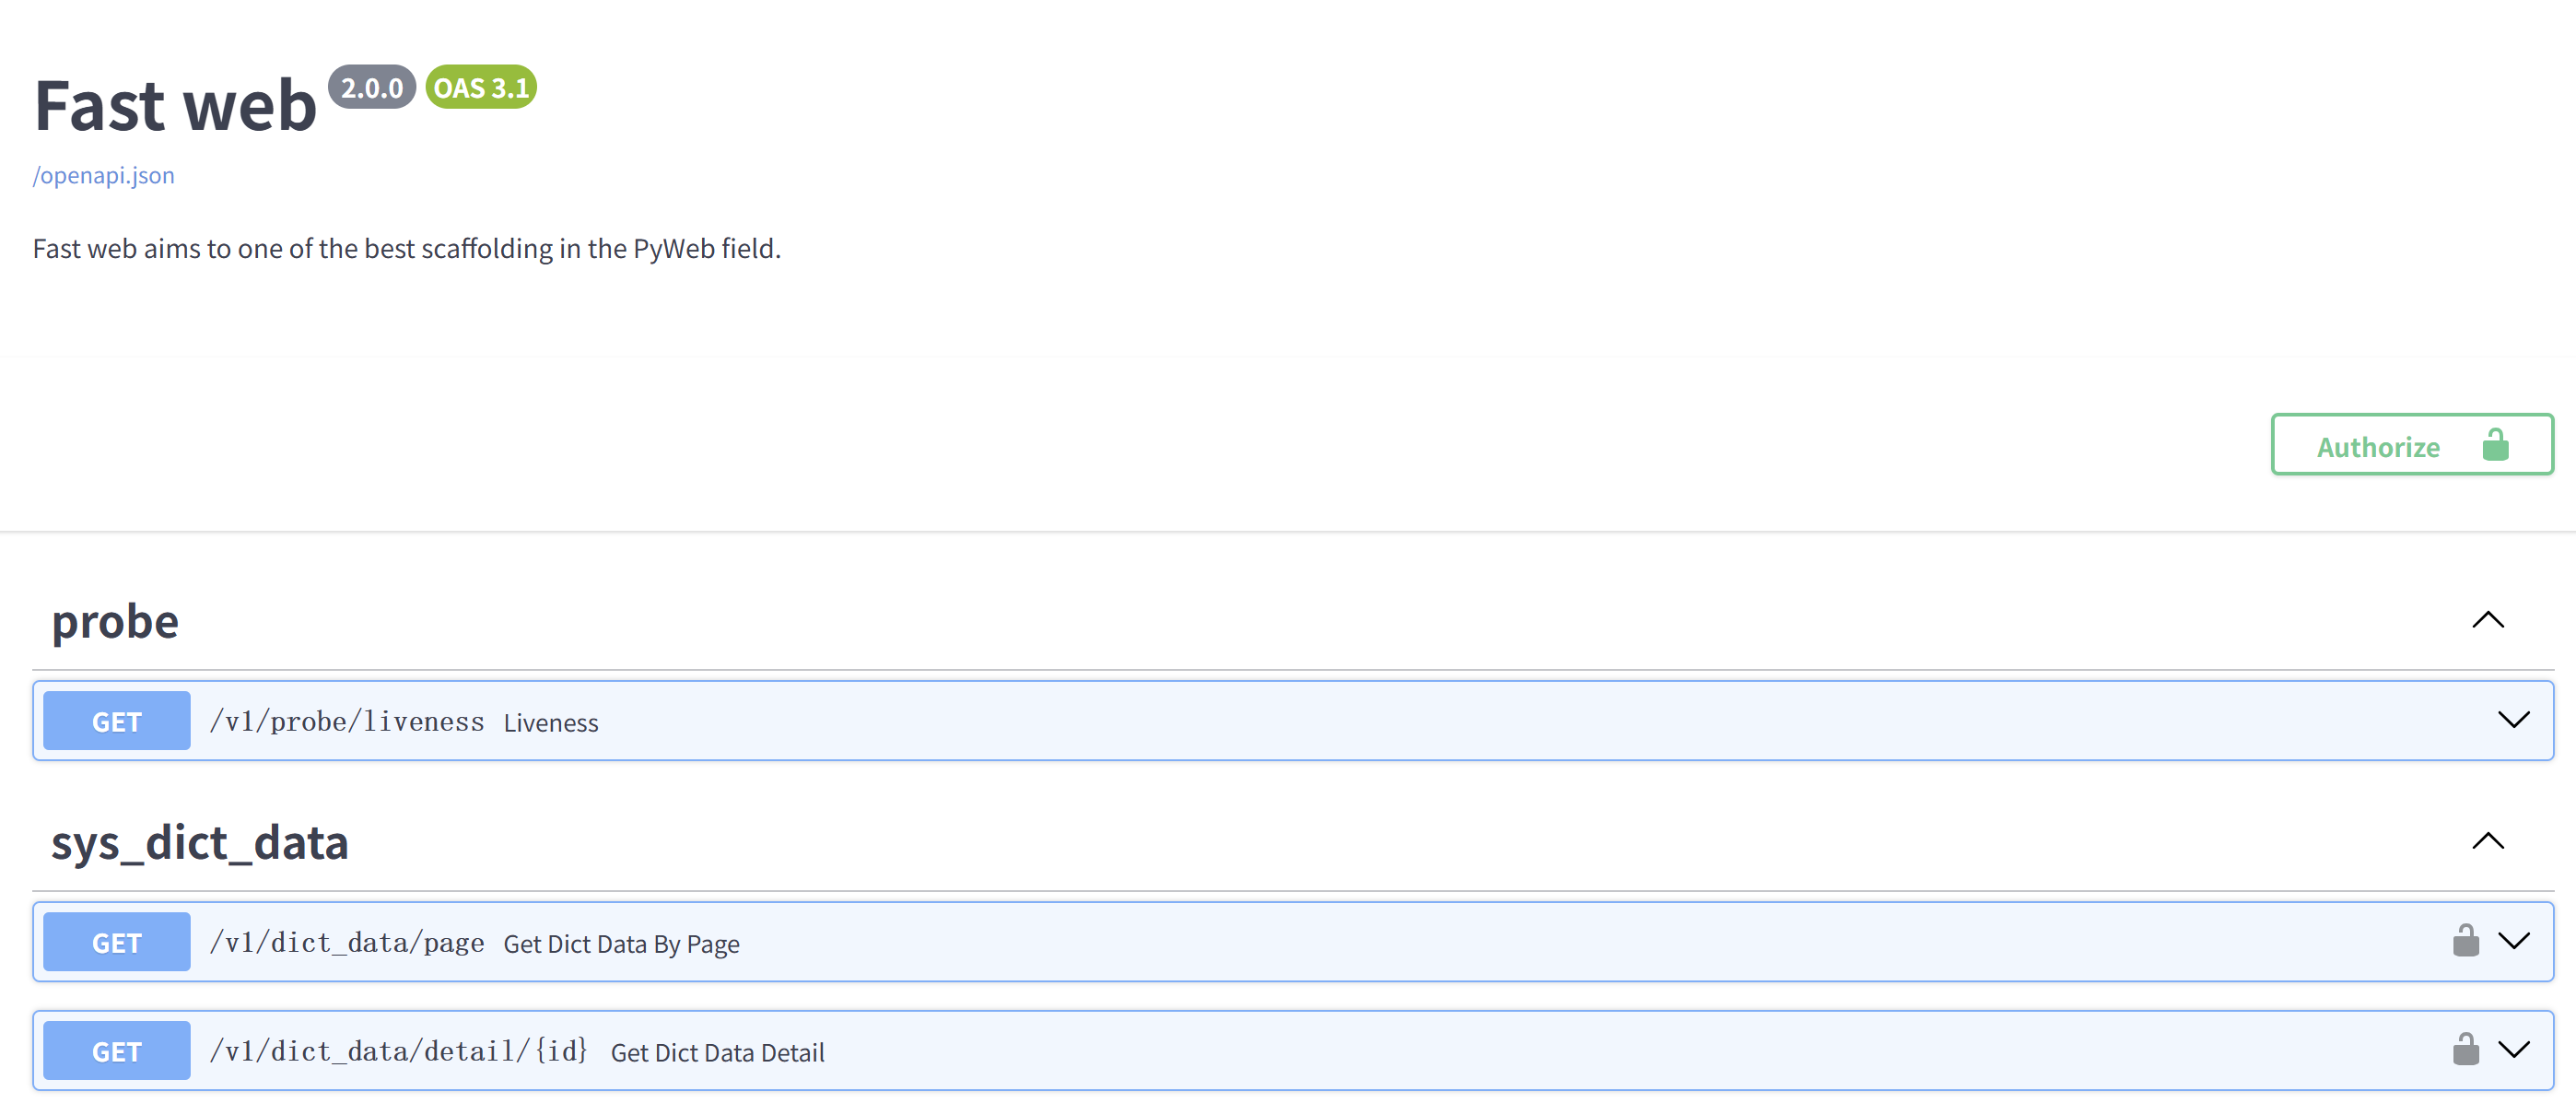 Fast web 2.0.0 OAS 3.1
/openapi.json
Fast web aims to one of the best scaffolding in the PyWeb field.
Authorize
probe
GET /v1/probe/liveness Liveness
sys_dict_data
GET /v1/dict_data/page Get Dict Data By Page
GET /v1/dict_data/detail/{id} Get Dict Data Detail